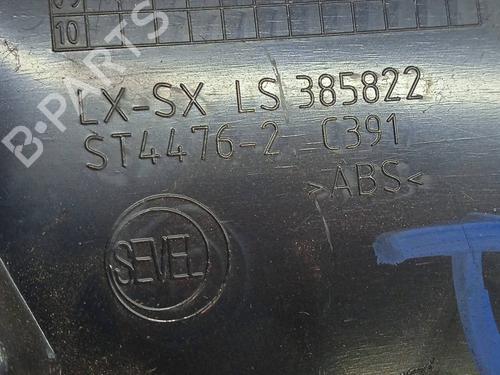 10
LX-SX LS 385822
ST4476-2 C391
>ABS<
SEVEL
B-PARTS